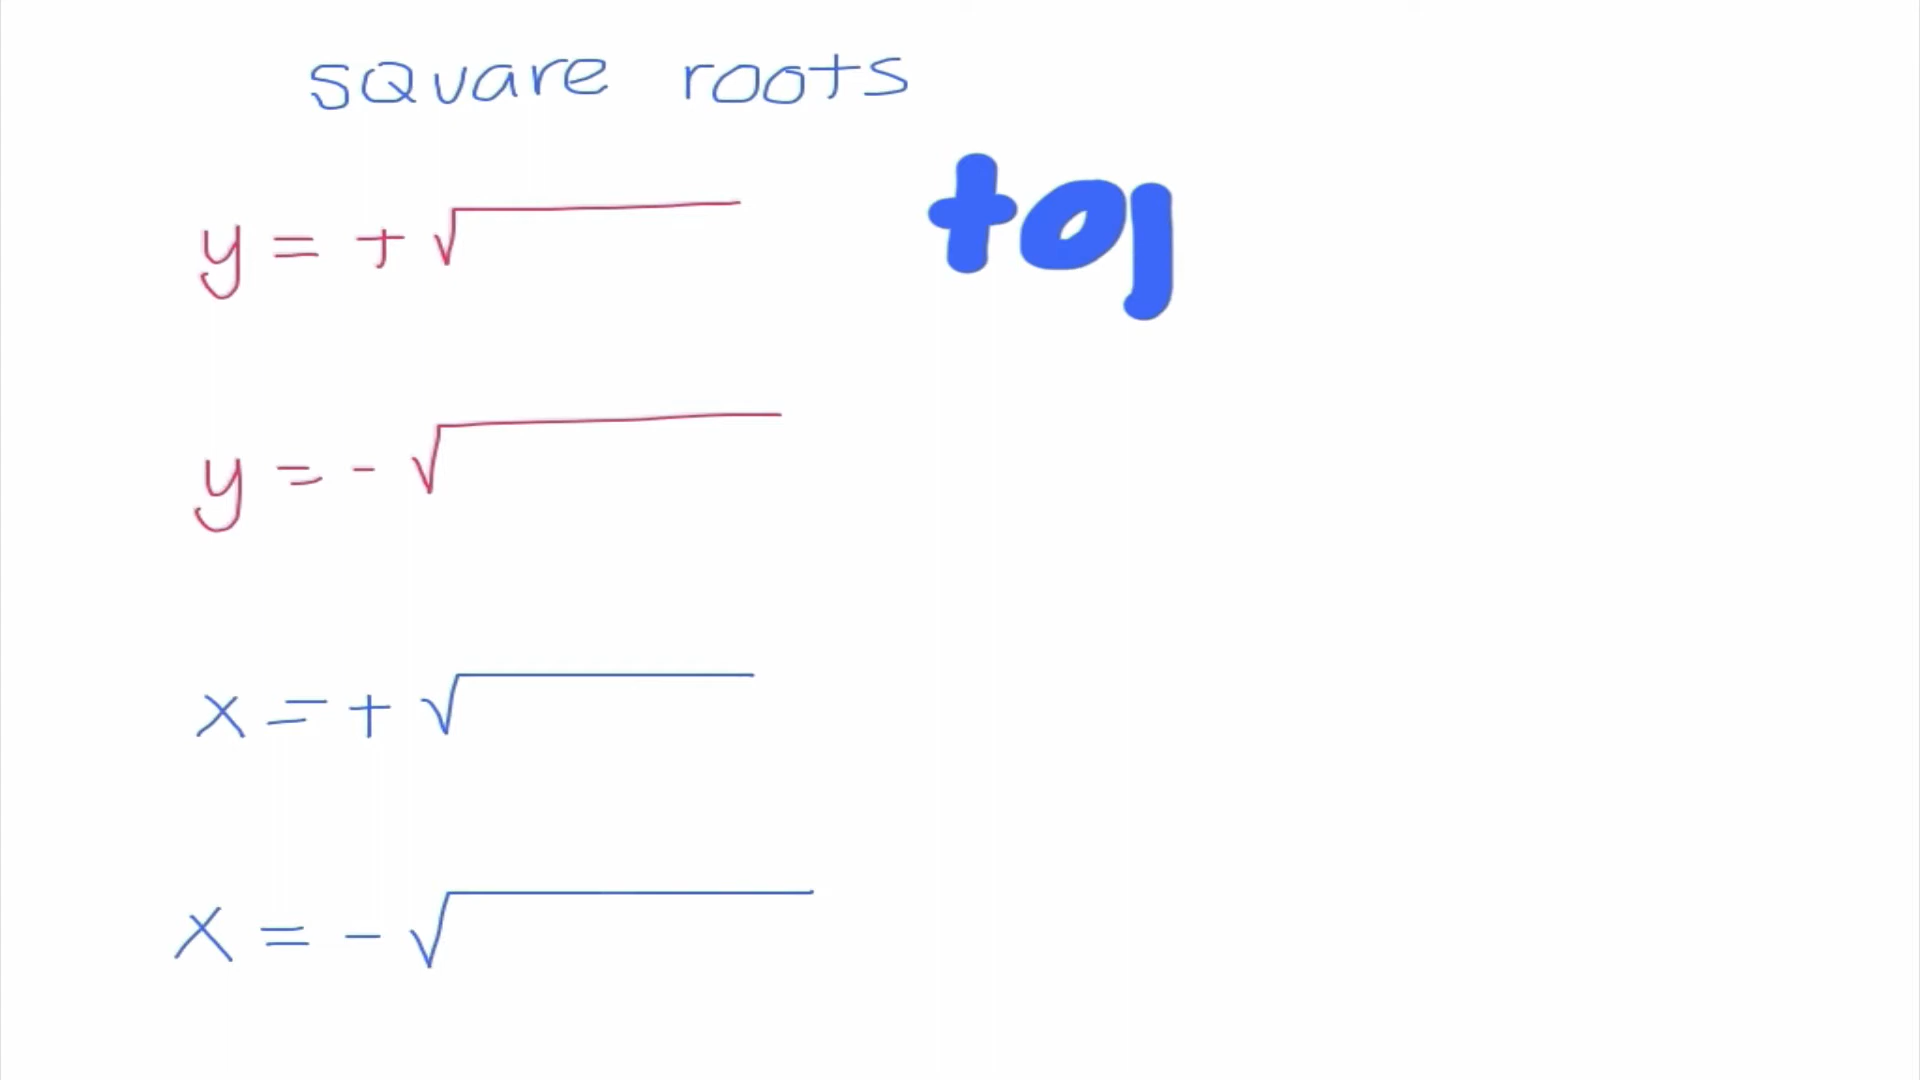 square roots
y = + √
toj
y = - √
x = + √
x = - √